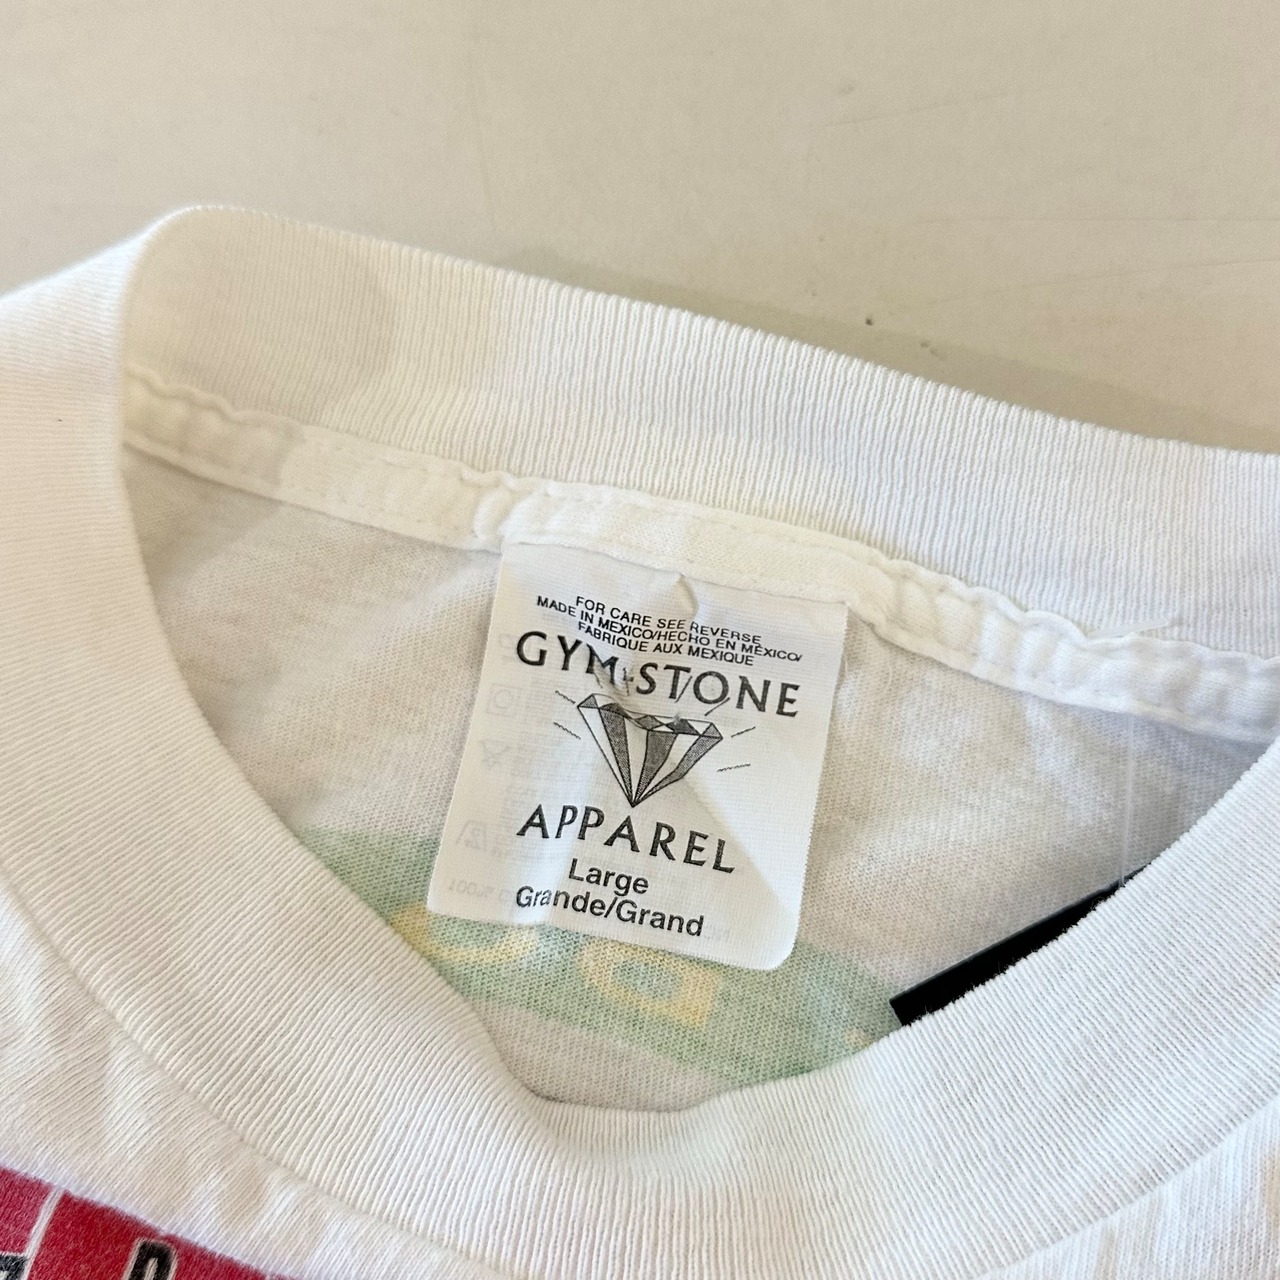 FOR CARE SEE REVERSE
MADE IN MEXICO/HECHO EN MÉXICO/
FABRIQUE AUX MEXIQUE
GYM·STONE
APPAREL
Large
Grande/Grand